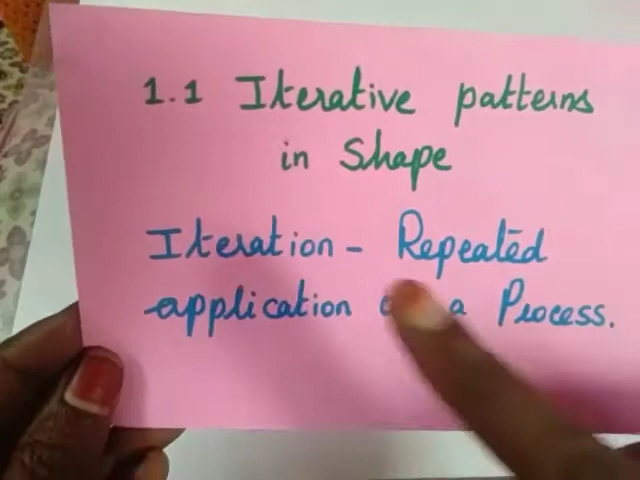 1.1 Iterative patterns
in Shape
Iteration - Repeated
application a Process.